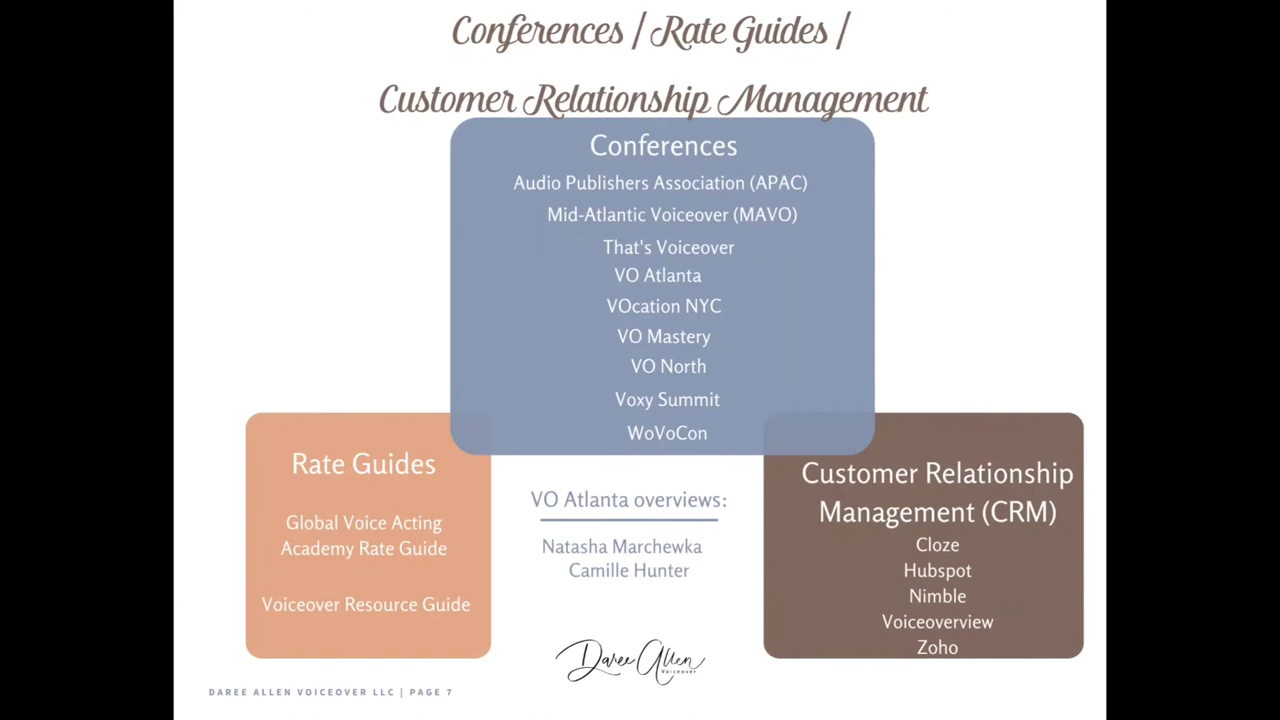 Conferences / Rate Guides /
Customer Relationship Management
Conferences
Audio Publishers Association (APAC)
Mid-Atlantic Voiceover (MAVO)
That's Voiceover
VO Atlanta
VOcation NYC
VO Mastery
VO North
Voxy Summit
WoVoCon
Rate Guides
Global Voice Acting
Academy Rate Guide
Voiceover Resource Guide
VO Atlanta overviews:
Natasha Marchewka
Camille Hunter
Customer Relationship
Management (CRM)
Cloze
Hubspot
Nimble
Voiceoverview
Zoho
Daree Allen
Voiceover
DAREE ALLEN VOICEOVER LLC | PAGE 7